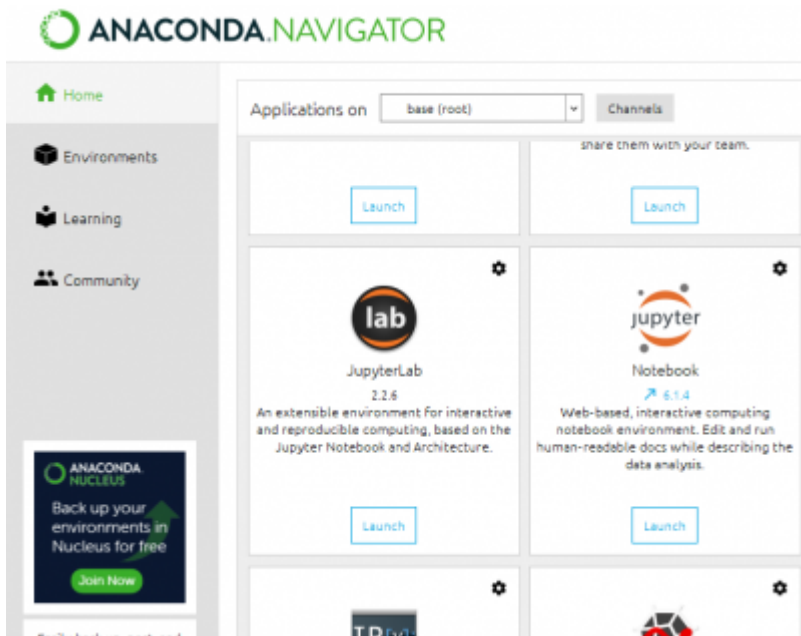 ANACONDA.NAVIGATOR
Home
Environments
Learning
Community
Applications on
base (root)
Channels
share them with your team.
Launch
Launch
lab
JupyterLab
2.2.6
An extensible environment for interactive
and reproducible computing, based on the
Jupyter Notebook and Architecture.
Launch
jupyter
Notebook
6.1.4
Web-based, interactive computing
notebook environment. Edit and run
human-readable docs while describing the
data analysis.
Launch
ANACONDA.
NUCLEUS
Back up your
environments in
Nucleus for free
Join Now